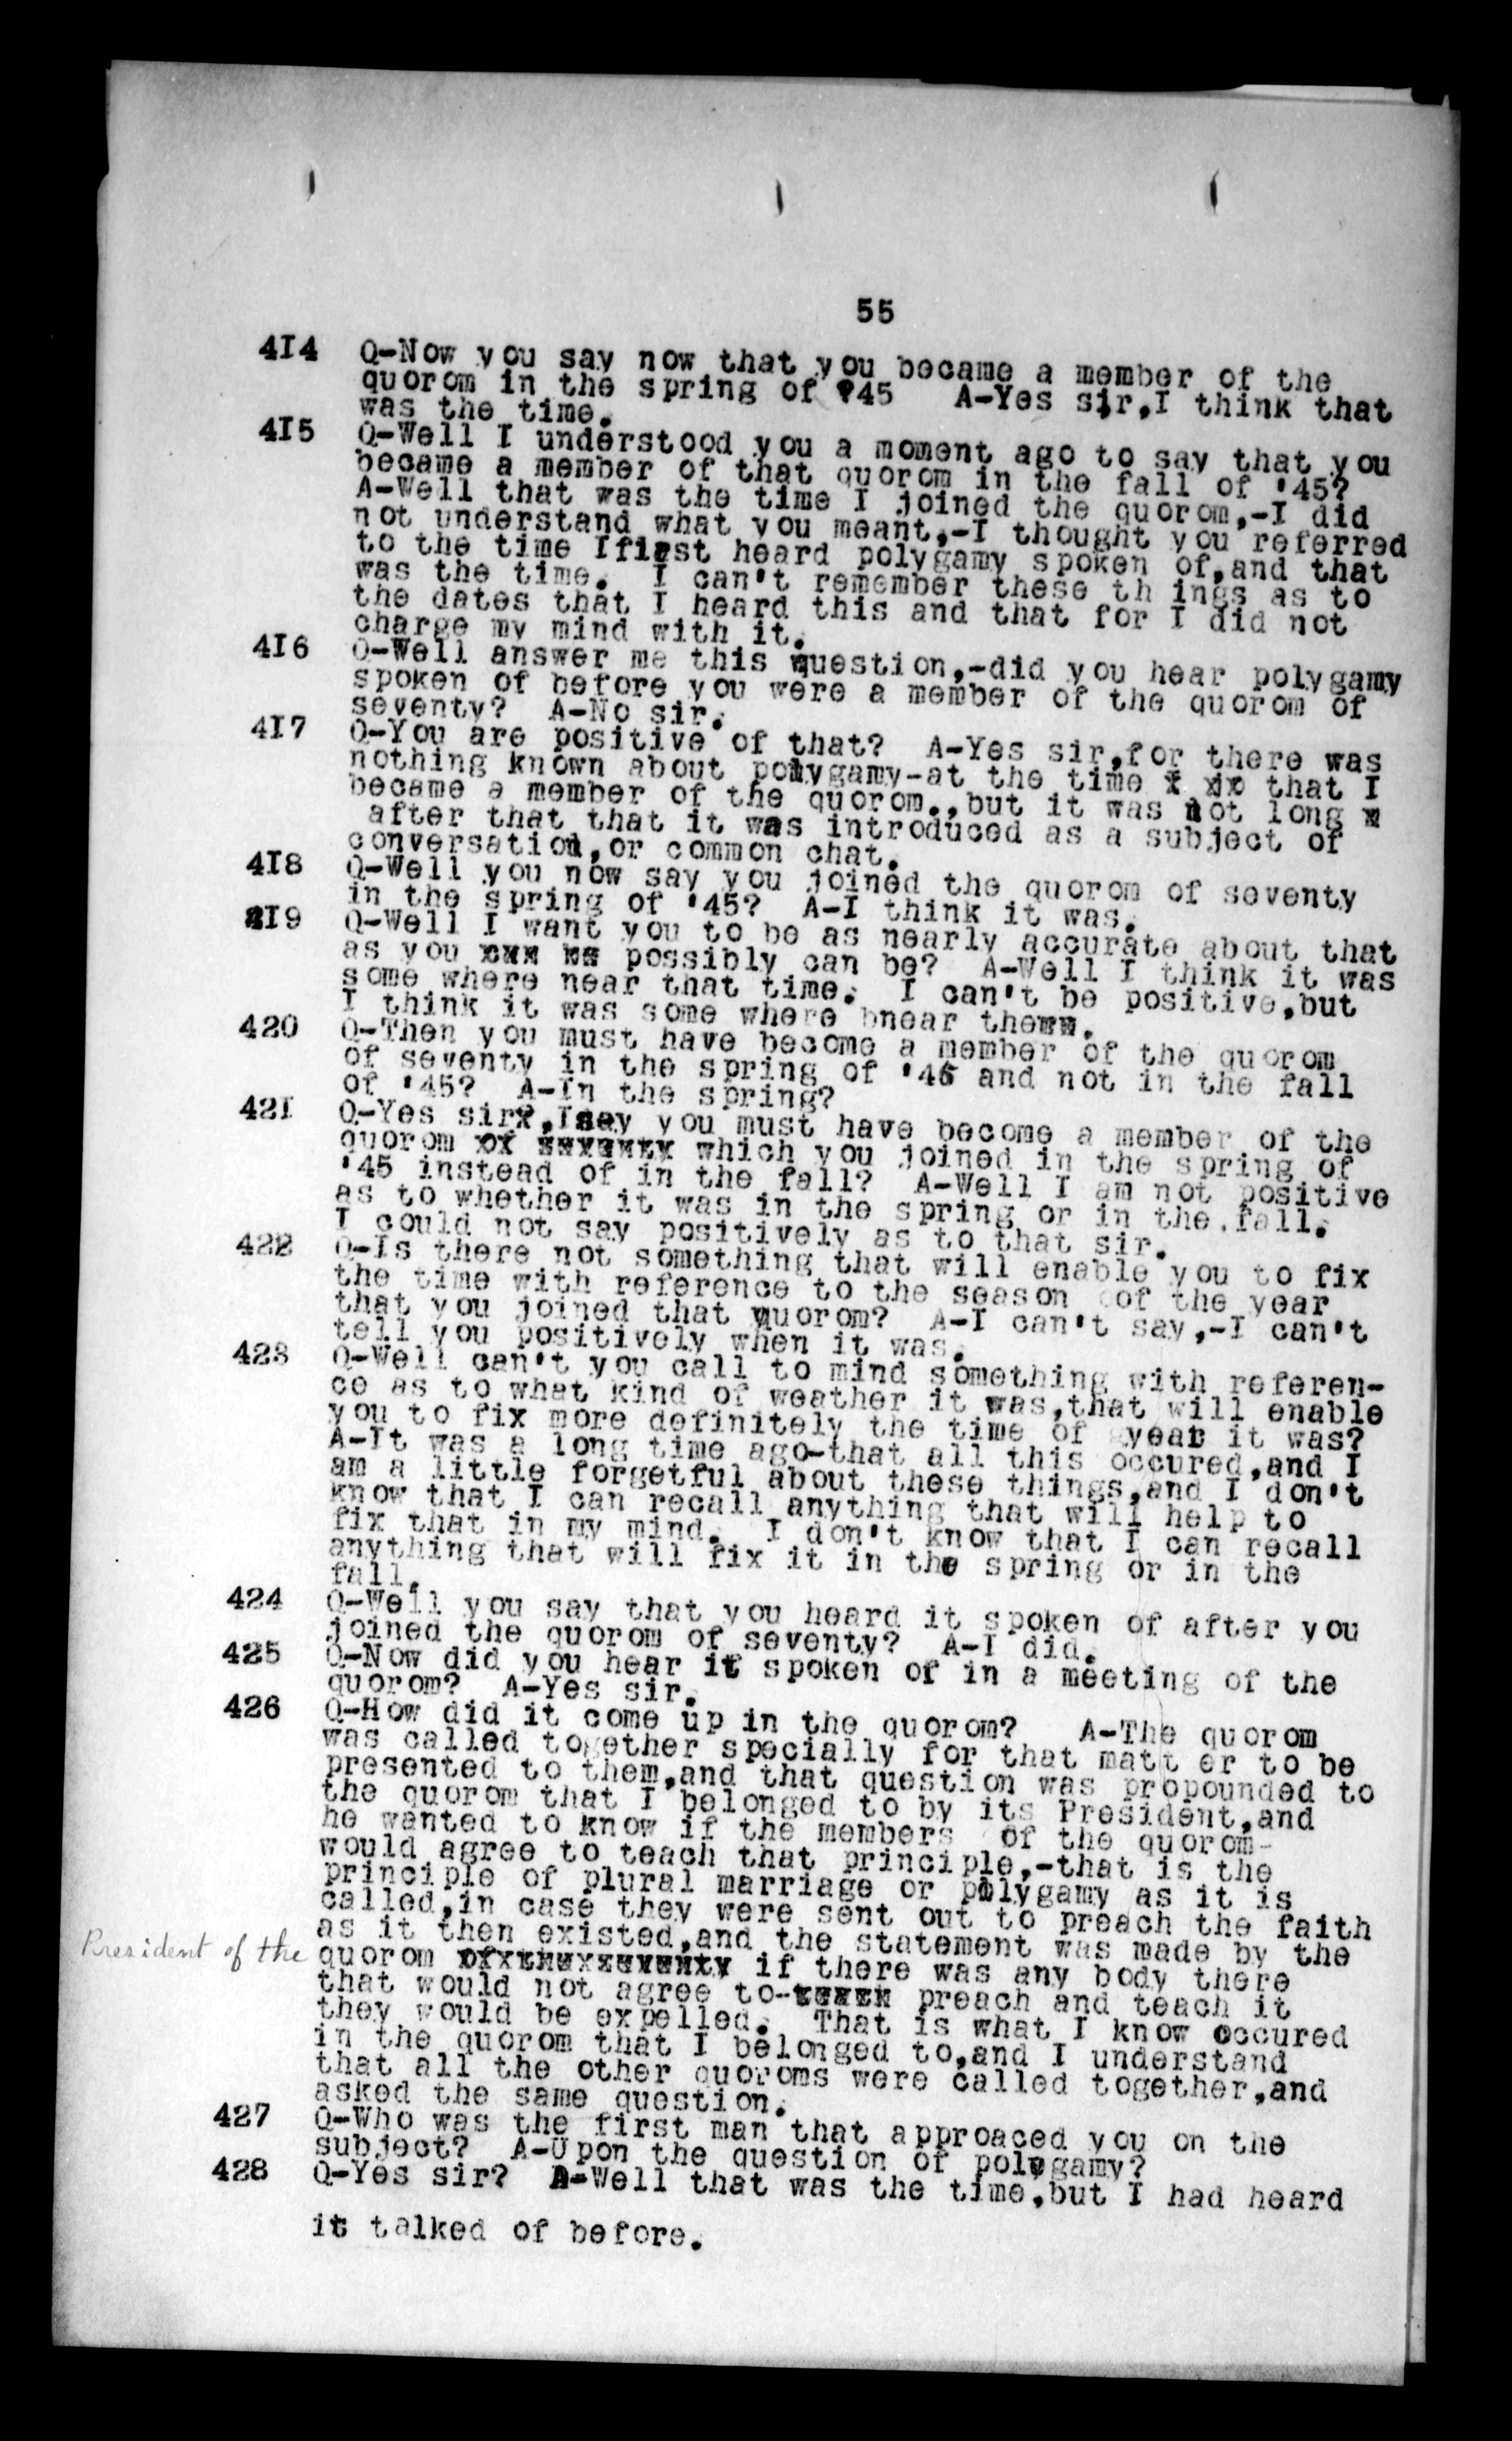 55
414 Q-Now you say now that you became a member of the
quorom in the spring of '45 A-Yes sir,I think that
was the time.
415 Q-Well I understood you a moment ago to say that you
became a member of that quorom in the fall of '45?
A-Well that was the time I joined the quorom,-I did
not understand what you meant,-I thought you referred
to the time Ifirst heard polygamy spoken of,and that
was the time. I can't remember these th ings as to
the dates that I heard this and that for I did not
charge my mind with it.
416 Q-Well answer me this question,-did you hear polygamy
spoken of before you were a member of the quorom of
seventy? A-No sir.
417 Q-You are positive of that? A-Yes sir,for there was
nothing known about polygamy-at the time that I
became a member of the quorom.,but it was not long
after that that it was introduced as a subject of
conversation,or common chat.
418 Q-Well you now say you joined the quorom of seventy
in the spring of '45? A-I think it was.
419 Q-Well I want you to be as nearly accurate about that
as you possibly can be? A-Well I think it was
some where near that time. I can't be positive,but
I think it was some where bnear
420 Q-Then you must have become a member of the quorom
of seventy in the spring of '45 and not in the fall
of '45? A-In the spring?
421 Q-Yes sir,Isay you must have become a member of the
quorom which you joined in the spring of
'45 instead of in the fall? A-Well I am not positive
as to whether it was in the spring or in the.fall.
I could not say positively as to that sir.
422 Q-Is there not something that will enable you to fix
the time with reference to the season of the year
that you joined that quorom? A-I can't say,-I can't
tell you positively when it was.
423 Q-Well can't you call to mind something with referen-
ce as to what kind of weather it was,that will enable
you to fix more definitely the time of year it was?
A-It was a long time ago-that all this occured,and I
am a little forgetful about these things,and I don't
know that I can recall anything that will help to
fix that in my mind. I don't know that I can recall
anything that will fix it in the spring or in the
fall.
424 Q-Well you say that you heard it spoken of after you
joined the quorom of seventy? A-I did.
425 Q-Now did you hear it spoken of in a meeting of the
quorom? A-Yes sir.
426 Q-How did it come up in the quorom? A-The quorom
was called together specially for that matt er to be
presented to them,and that question was propounded to
the quorom that I belonged to by its President,and
he wanted to know if the members of the quorom-
would agree to teach that principle,-that is the
principle of plural marriage or polygamy as it is
called,in case they were sent out to preach the faith
as it then existed,and the statement was made by the
President of the quorom if there was any body there
that would not agree to- preach and teach it
they would be expelled. That is what I know occured
in the quorom that I belonged to,and I understand
that all the other quoroms were called together,and
asked the same question.
427 Q-Who was the first man that approaced you on the
subject? A-Upon the question of polygamy?
428 Q-Yes sir? A-Well that was the time,but I had heard
it talked of before.